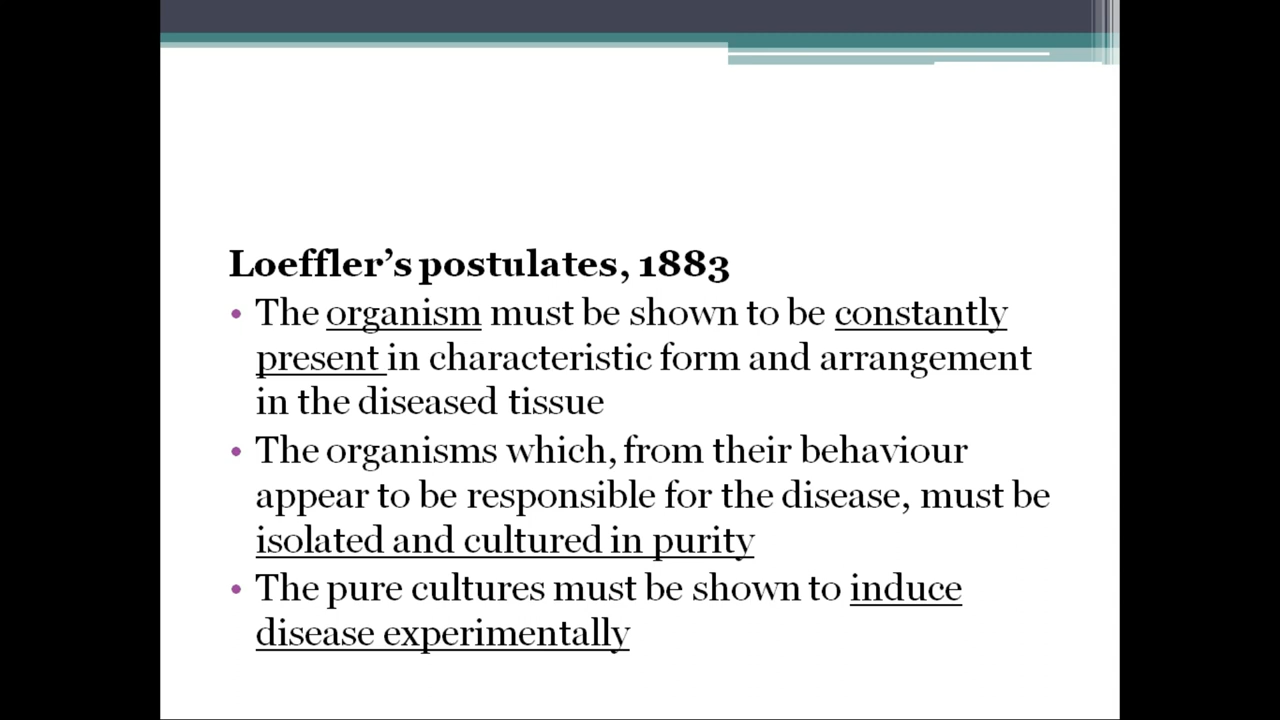 Loeffler’s postulates, 1883
• The organism must be shown to be constantly
present in characteristic form and arrangement
in the diseased tissue
• The organisms which, from their behaviour
appear to be responsible for the disease, must be
isolated and cultured in purity
• The pure cultures must be shown to induce
disease experimentally